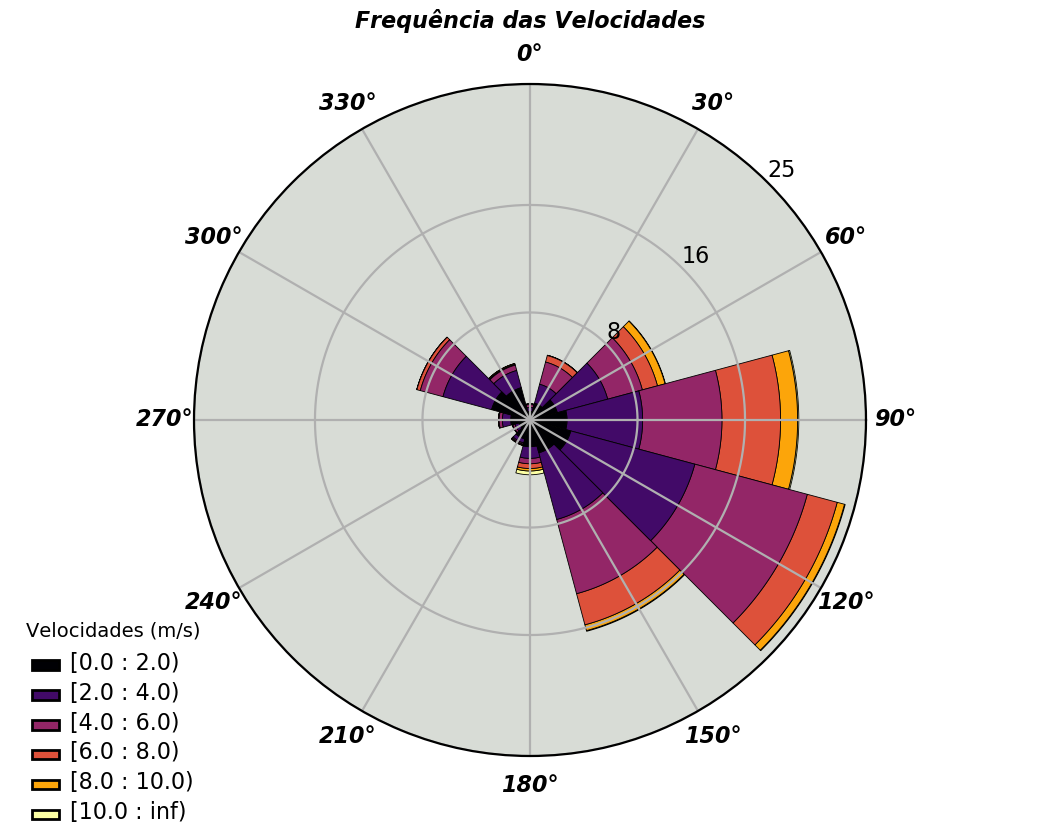 Frequência das Velocidades
0°
330°
30°
25
300°
60°
16
8
270°
90°
240°
120°
210°
150°
180°
Velocidades (m/s)
[0.0 : 2.0)
[2.0 : 4.0)
[4.0 : 6.0)
[6.0 : 8.0)
[8.0 : 10.0)
[10.0 : inf)